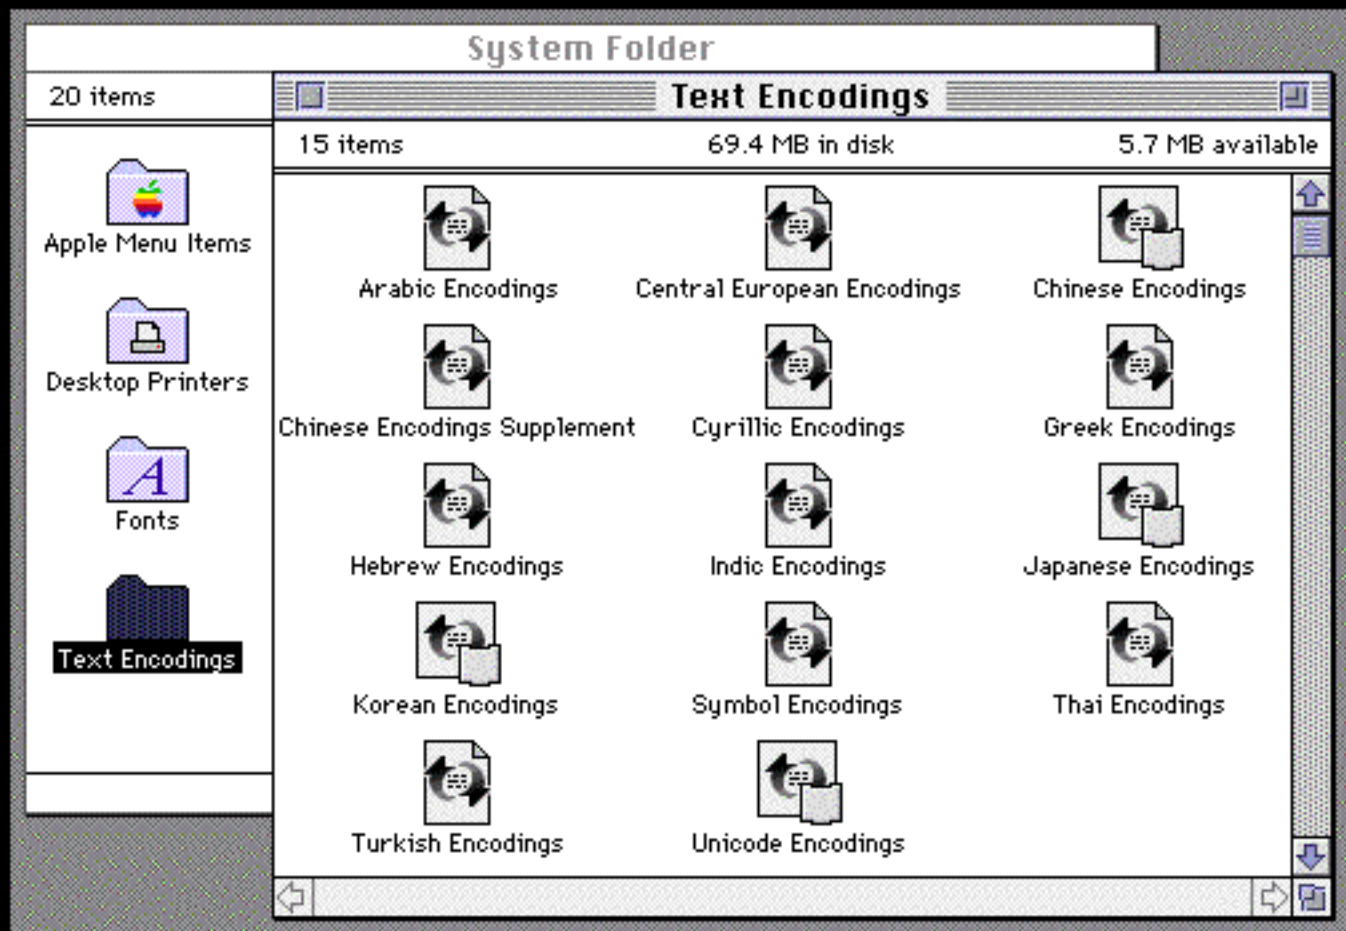 System Folder
20 items
Text Encodings
15 items 69.4 MB in disk 5.7 MB available
Apple Menu Items
Desktop Printers
Fonts
Text Encodings
Arabic Encodings
Central European Encodings
Chinese Encodings
Chinese Encodings Supplement
Cyrillic Encodings
Greek Encodings
Hebrew Encodings
Indic Encodings
Japanese Encodings
Korean Encodings
Symbol Encodings
Thai Encodings
Turkish Encodings
Unicode Encodings